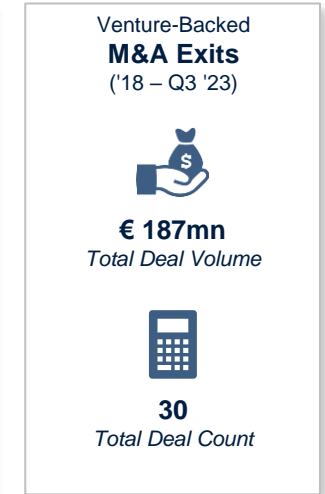 Venture-Backed
M&A Exits
('18 – Q3 '23)
$
€ 187mn
Total Deal Volume
30
Total Deal Count